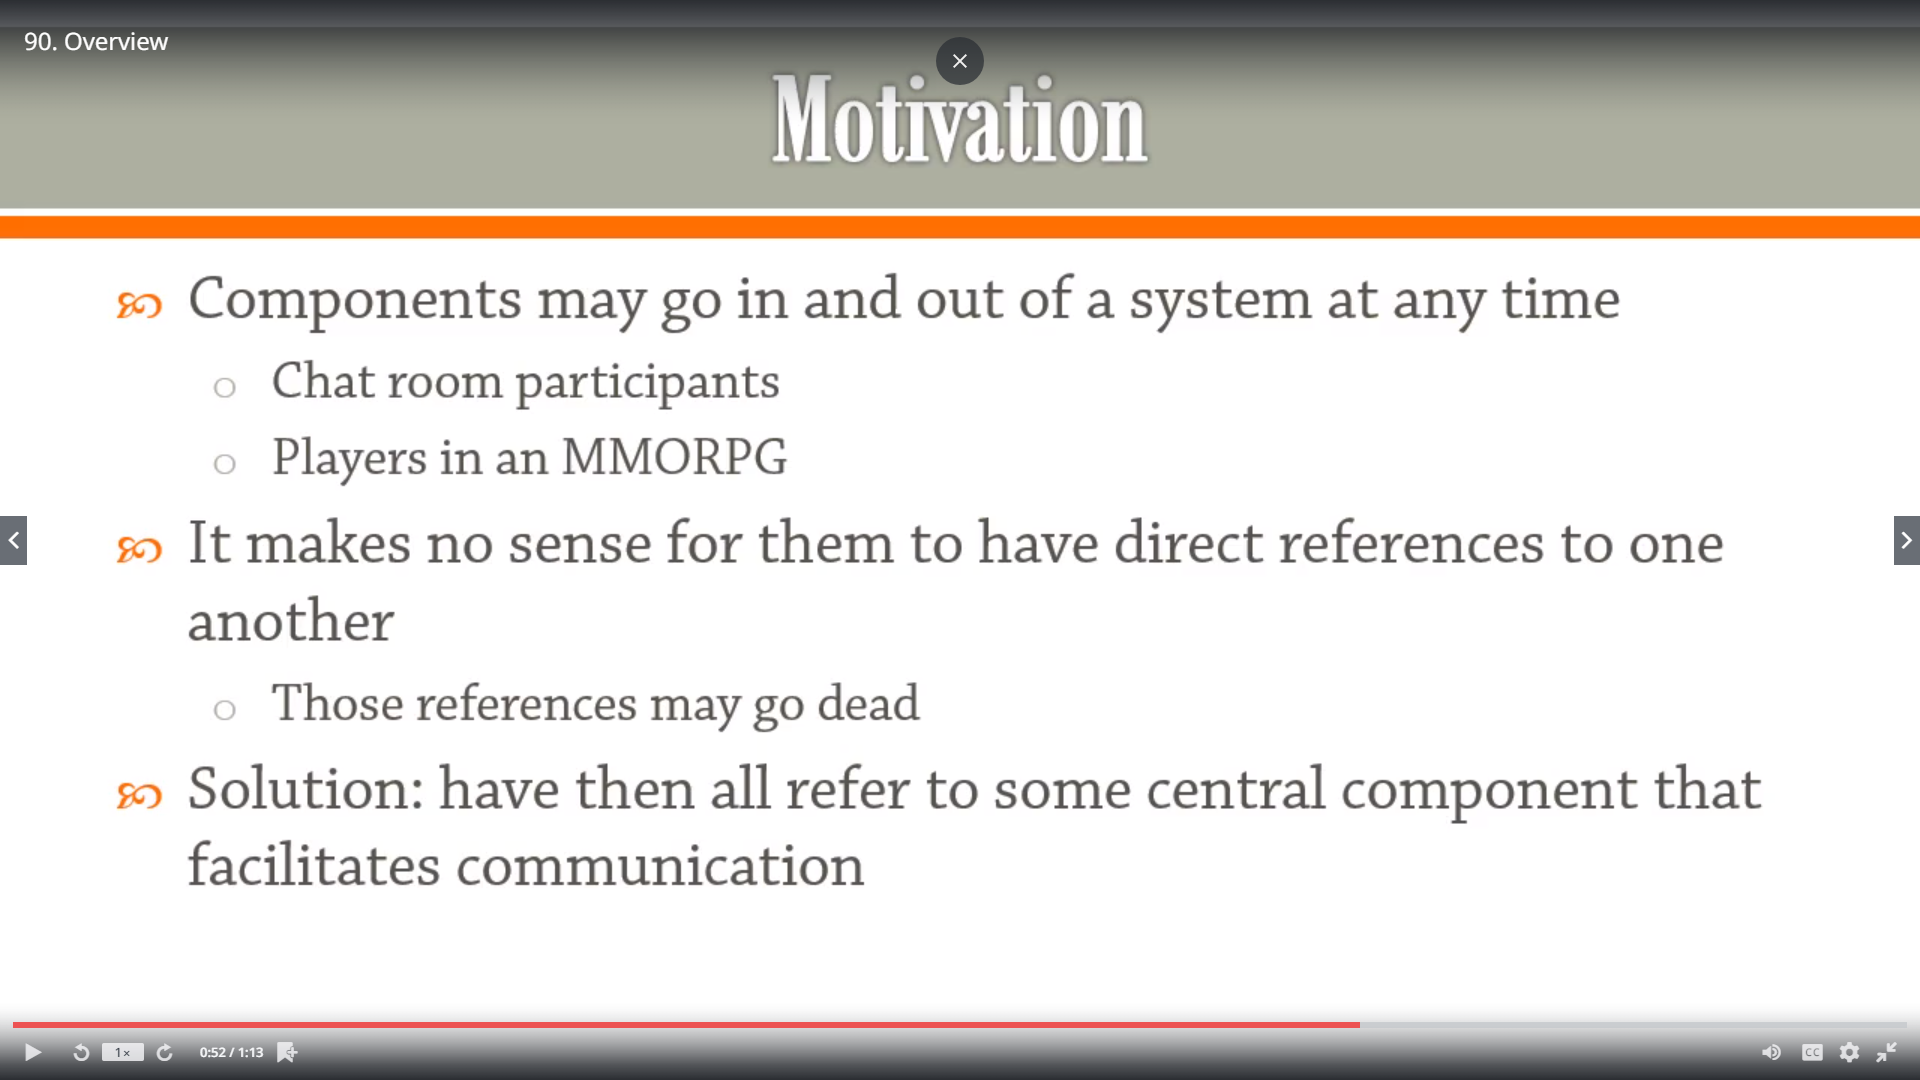 90. Overview
Motivation
Components may go in and out of a system at any time
Chat room participants
Players in an MMORPG
It makes no sense for them to have direct references to one
another
Those references may go dead
Solution: have then all refer to some central component that
facilitates communication
1x
0:52 / 1:13
CC